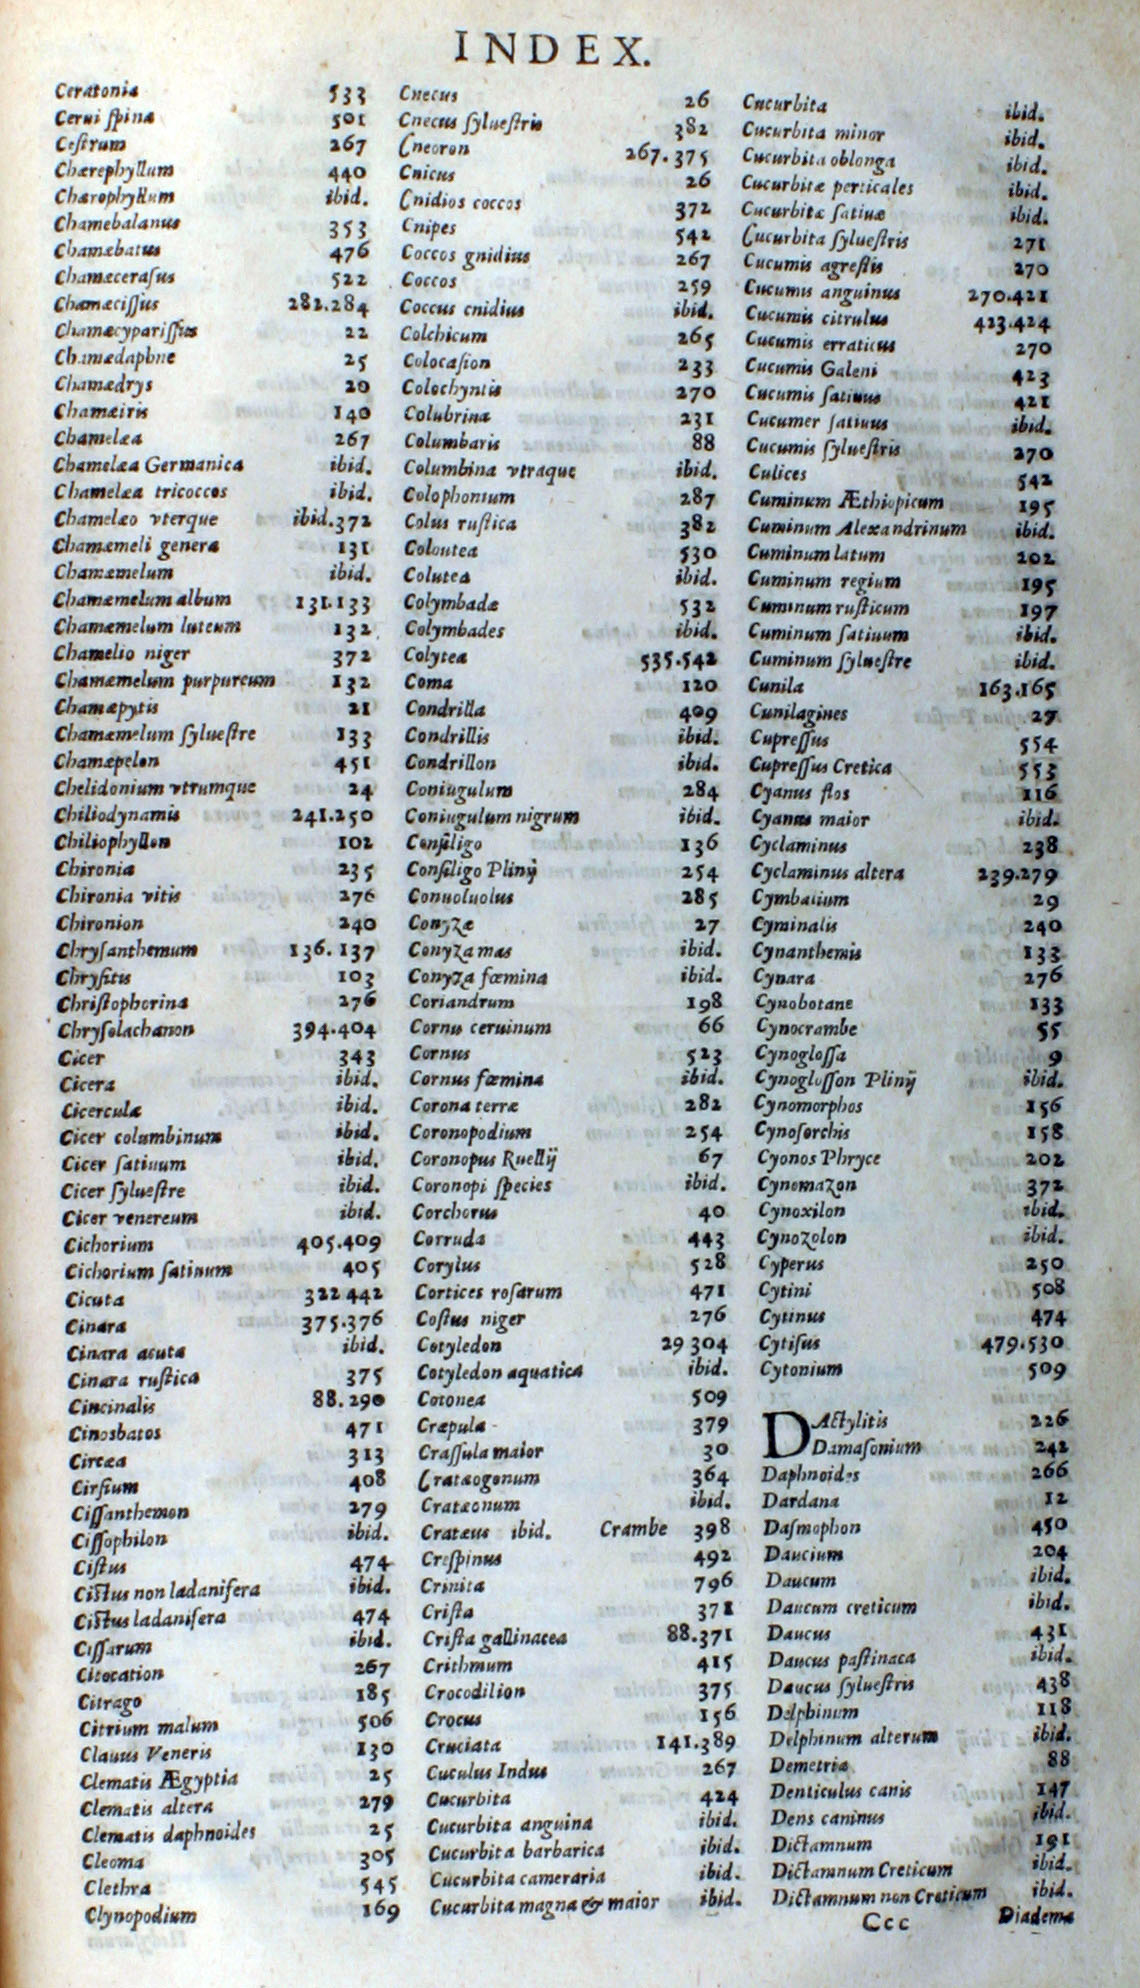 INDEX.
Ceratonia 533
Cerui spina 501
Cestrum 267
Chærephyllum 440
Chærophyllum ibid.
Chamebalanus 353
Chamæbatus 476
Chamæcerasus 522
Chamæcissus 282.284
Chamæcyparissus 22
Chamædaphne 25
Chamædrys 20
Chamæiris 140
Chamelæa 267
Chamelæa Germanica ibid.
Chamelæa tricoccos ibid.
Chamelæo vterque ibid.372
Chamæmeli genera 131
Chamæmelum ibid.
Chamæmelum album 131.133
Chamæmelum luteum 132
Chamelio niger 372
Chamæmelum purpureum 132
Chamæpytis 21
Chamæmelum syluestre 133
Chamæpelon 451
Chelidonium vtrumque 24
Chiliodynamis 241.250
Chiliophyllon 102
Chironia 235
Chironia vitis 276
Chironion 240
Chrysanthemum 136.137
Chrysitis 103
Christopherina 276
Chrysolachanon 394.404
Cicer 343
Cicera ibid.
Cicercula ibid.
Cicer columbinum ibid.
Cicer satiuum ibid.
Cicer syluestre ibid.
Cicer venereum ibid.
Cichorium 405.409
Cichorium satiuum 405
Cicuta 322 442
Cinara 375.376
Cinara acuta ibid.
Cinara rustica 375
Cincinalis 88.290
Cinosbatos 471
Circæa 313
Cirsium 408
Cissanthemon 279
Cissophilon ibid.
Cistus 474
Cistus non ladanifera ibid.
Cistus ladanifera 474
Cissarum ibid.
Citocation 267
Citrago 185
Citrium malum 506
Clauus Veneris 130
Clematis Ægyptia 25
Clematis altera 279
Clematis daphnoides 25
Cleoma 305
Clethra 545
Clynopodium 169
Cnecus 26
Cnecus syluestris 382
Cneoron 267.375
Cnicus 26
Cnidios coccos 372
Cnipes 542
Coccos gnidius 267
Coccos 259
Coccus cnidius ibid.
Colchicum 265
Colocasion 233
Colochyntis 270
Colubrina 231
Columbaris 88
Columbina vtraque ibid.
Colophonium 287
Colus rustica 382
Coloutea 530
Colutea ibid.
Colymbadæ 532
Colymbades ibid.
Colytea 535.542
Coma 120
Condrilla 409
Condrillis ibid.
Condrillon ibid.
Coniugulum 284
Coniugulum nigrum ibid.
Consiligo 136
Consiligo Plinij 254
Conuoluolus 285
Conyzæ 27
Conyza mas ibid.
Conyza fœmina ibid.
Coriandrum 198
Cornu ceruinum 66
Cornus 523
Cornus fœmina ibid.
Corona terræ 282
Coronopodium 254
Coronopus Ruellij 67
Coronopi species ibid.
Corchorus 40
Corruda 443
Corylus 528
Cortices rosarum 471
Costus niger 276
Cotyledon 29 304
Cotyledon aquatica ibid.
Cotonea 509
Cræpula 379
Crassula maior 30
Cratæogonum 364
Cratæonum ibid.
Cratæus ibid. Crambe 398
Crespinus 492
Crinita 796
Crista 371
Crista gallinacea 88.371
Crithmum 415
Crocodilion 375
Crocus 156
Cruciata 141.389
Cuculus Indus 267
Cucurbita 424
Cucurbita anguina ibid.
Cucurbita barbarica ibid.
Cucurbita cameraria ibid.
Cucurbita magna & maior ibid.
Cucurbita ibid.
Cucurbita minor ibid.
Cucurbita oblonga ibid.
Cucurbitæ perticales ibid.
Cucurbitæ satiuæ ibid.
Cucurbita syluestris 271
Cucumis agrestis 270
Cucumis anguinus 270.421
Cucumis citrulus 423.424
Cucumis erraticus 270
Cucumis Galeni 423
Cucumis satiuus 421
Cucumer satiuus ibid.
Cucumis syluestris 270
Culices 542
Cuminum Æthiopicum 195
Cuminum Alexandrinum ibid.
Cuminum latum 202
Cuminum regium 195
Cuminum rusticum 197
Cuminum satiuum ibid.
Cuminum syluestre ibid.
Cunila 163.165
Cunilagines 27
Cupressus 554
Cupressus Cretica 553
Cyanus flos 116
Cyanus maior ibid.
Cyclaminus 238
Cyclaminus altera 239.279
Cymbalium 29
Cyminalis 240
Cynanthemis 133
Cynara 276
Cynobotane 133
Cynocrambe 55
Cynoglossa 9
Cynoglosson Plinij ibid.
Cynomorphos 156
Cynosorchis 158
Cyonos Phryce 202
Cynomazon 372
Cynoxilon ibid.
Cynozolon ibid.
Cyperus 250
Cytini 508
Cytinus 474
Cytisus 479.530
Cytonium 509
DActylitis 226
Damasonium 242
Daphnoides 266
Dardana 12
Dasmophon 450
Daucium 204
Daucum ibid.
Daucum creticum ibid.
Daucus 431
Daucus pastinaca ibid.
Daucus syluestris 438
Delphinum 118
Delphinum alterum ibid.
Demetria 88
Denticulus canis 147
Dens caninus ibid.
Dictamnum 191
Dictamnum Creticum ibid.
Dictamnum non Creticum ibid.
Ccc Diadema